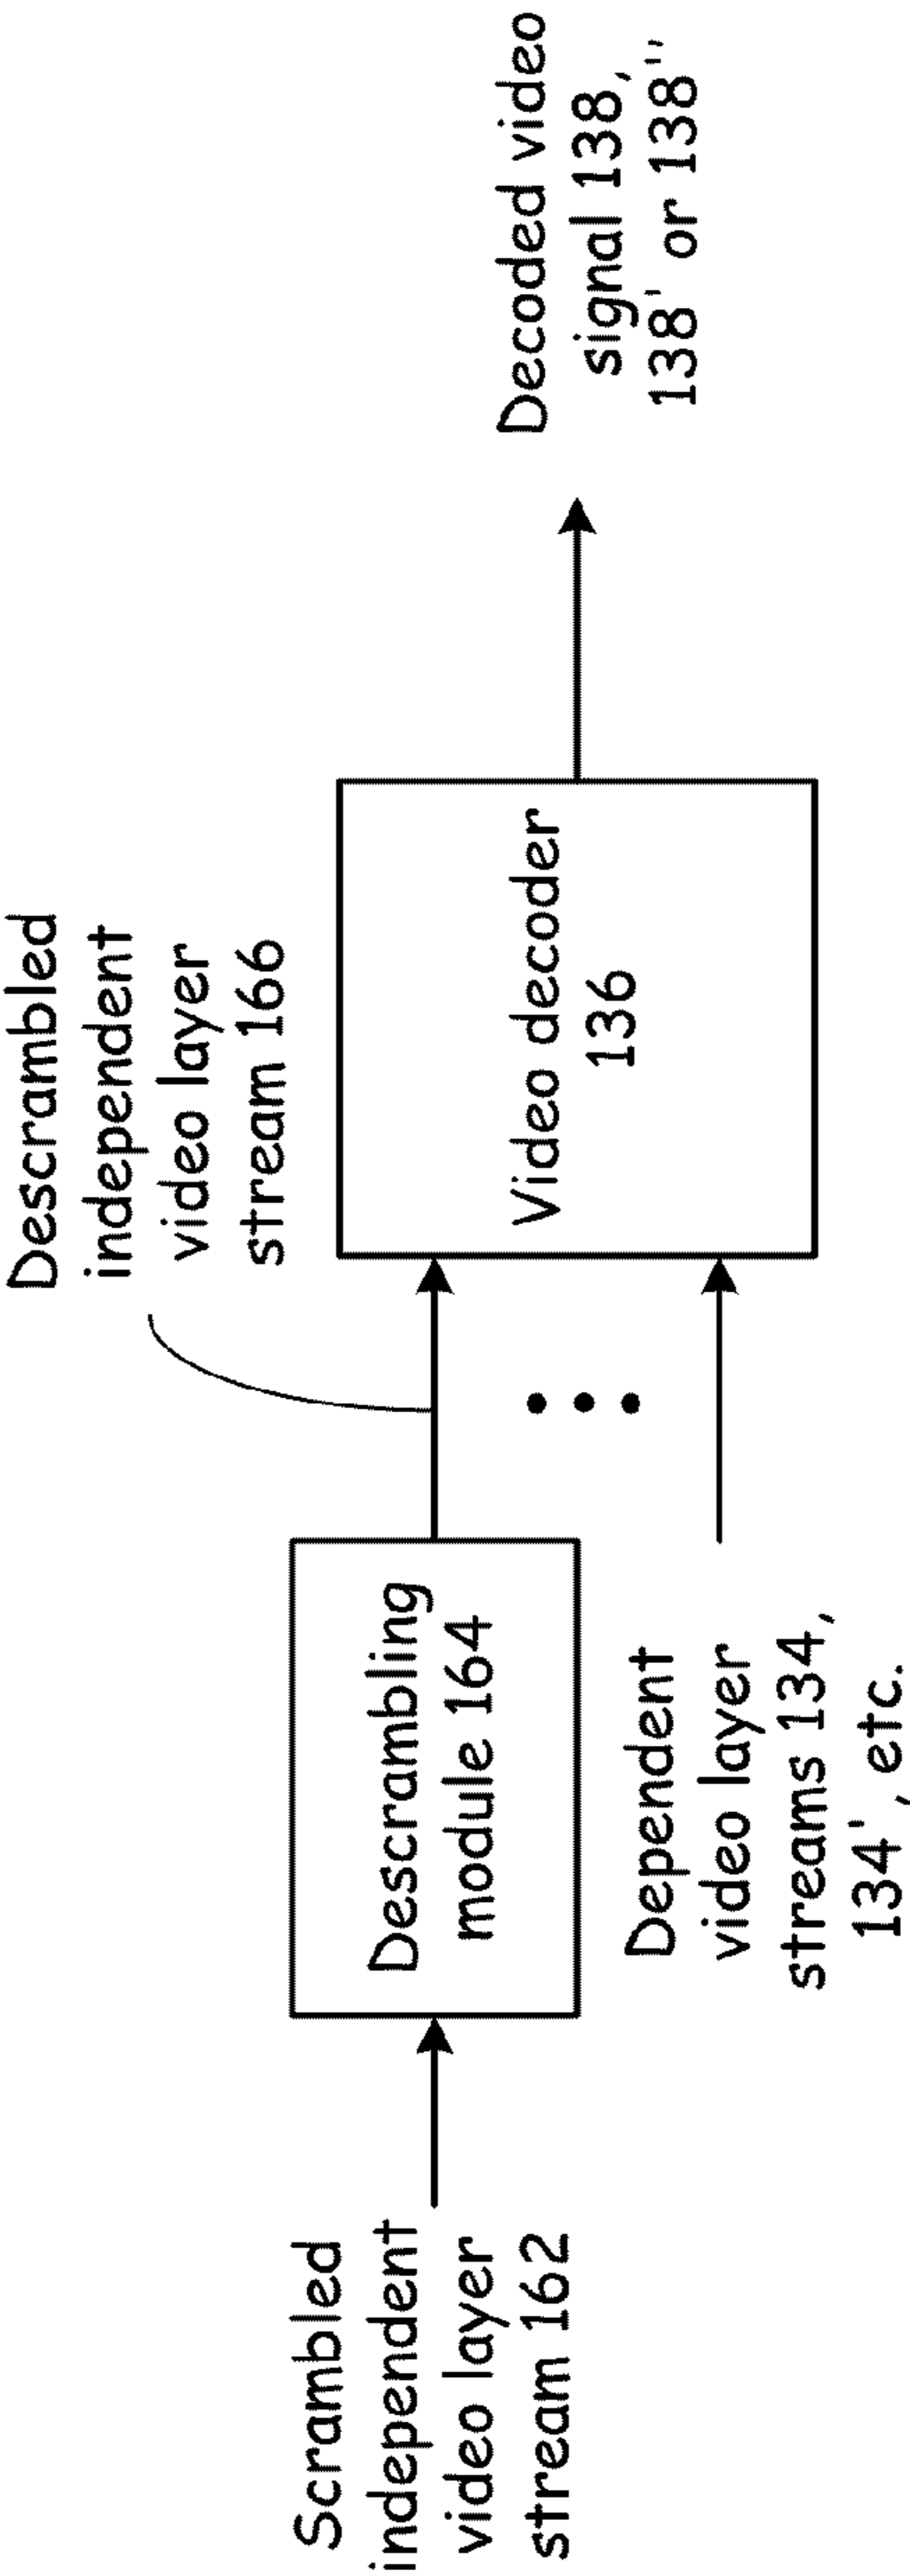 Scrambled
independent
video layer
stream 162
Descrambling
module 164
Descrambled
independent
video layer
stream 166
Dependent
video layer
streams 134,
134', etc.
Video decoder
136
Decoded video
signal 138,
138' or 138''